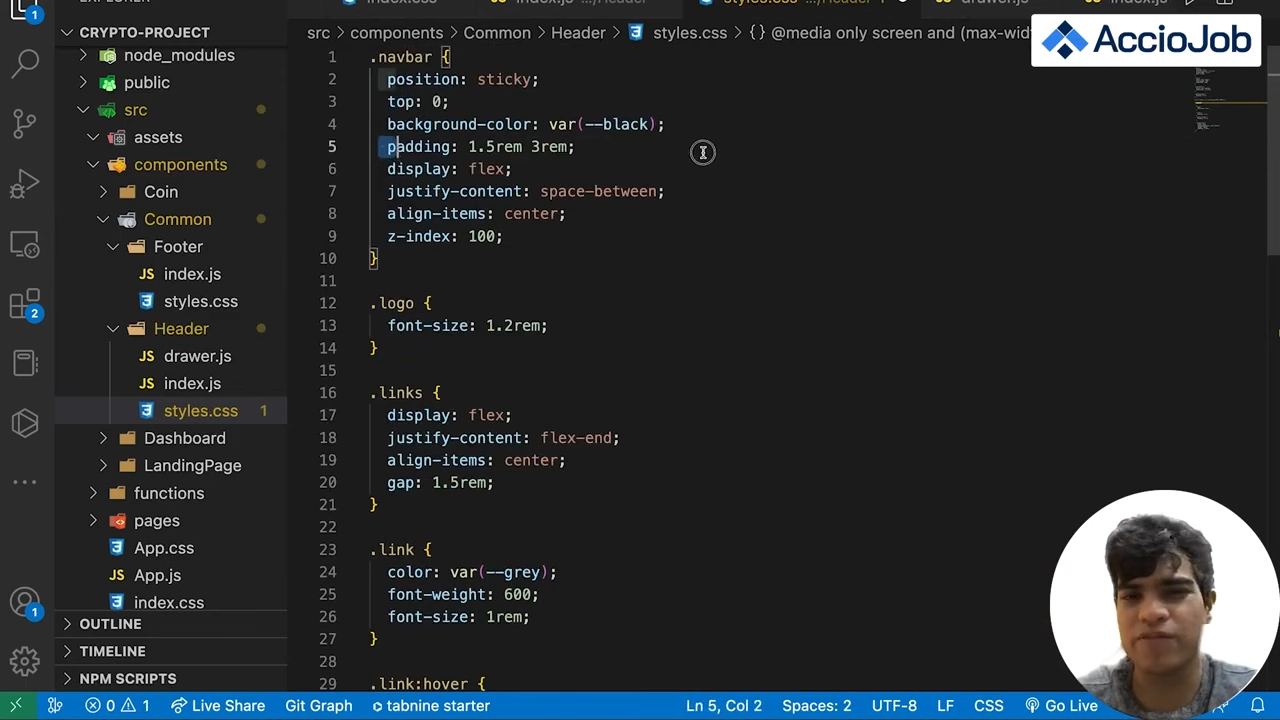 CRYPTO-PROJECT
node_modules
public
src
assets
components
Coin
Common
Footer
JS index.js
styles.css
Header
JS drawer.js
JS index.js
styles.css 1
Dashboard
LandingPage
functions
pages
App.css
JS App.js
index.css
OUTLINE
TIMELINE
NPM SCRIPTS
1
2
1
src > components > Common > Header > styles.css > {} @media only screen and (max-wid
AccioJob
1 .navbar {
2 position: sticky;
3 top: 0;
4 background-color: var(--black);
5 padding: 1.5rem 3rem;
6 display: flex;
7 justify-content: space-between;
8 align-items: center;
9 z-index: 100;
10 }
11
12 .logo {
13 font-size: 1.2rem;
14 }
15
16 .links {
17 display: flex;
18 justify-content: flex-end;
19 align-items: center;
20 gap: 1.5rem;
21 }
22
23 .link {
24 color: var(--grey);
25 font-weight: 600;
26 font-size: 1rem;
27 }
28
29 .link:hover {
0 1 Live Share Git Graph tabnine starter Ln 5, Col 2 Spaces: 2 UTF-8 LF CSS Go Live